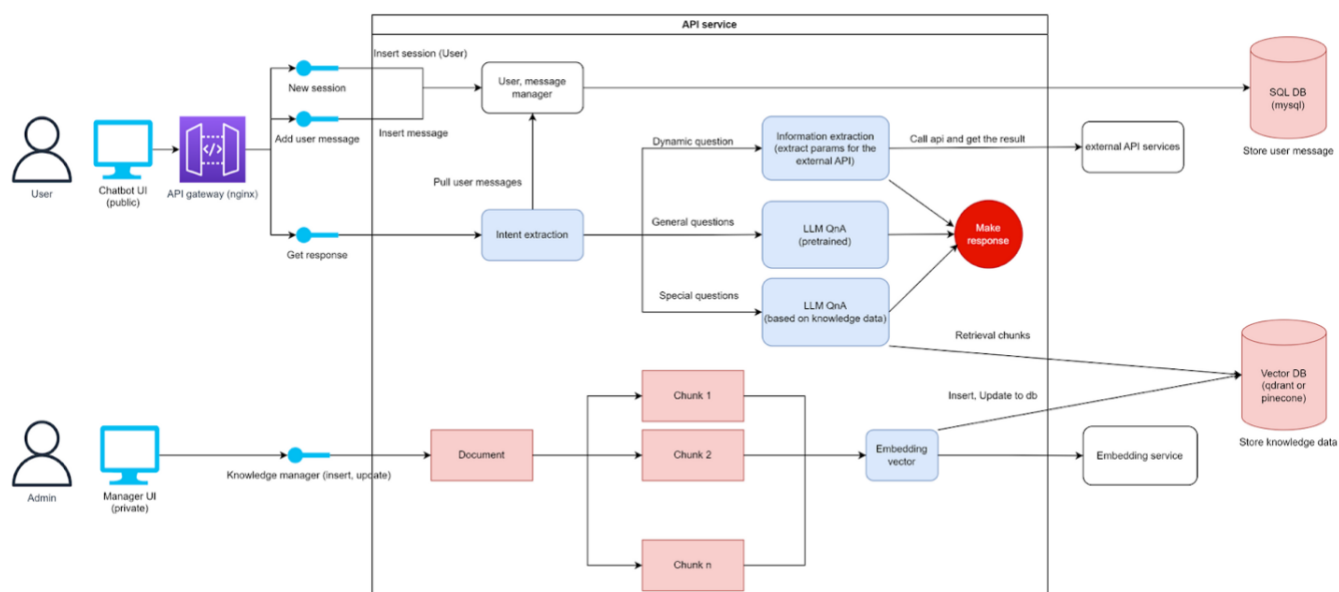 API service
Insert session (User)
New session
User, message
manager
SQL DB
(mysql)
Store user message
Add user message
Insert message
User
Chatbot UI
(public)
API gateway (nginx)
Pull user messages
Dynamic question
Information extraction
(extract params for the
external API)
Call api and get the result
external API services
Get response
Intent extraction
General questions
LLM QnA
(pretrained)
Make
response
Special questions
LLM QnA
(based on knowledge data)
Retrieval chunks
Vector DB
(qdrant or
pinecone)
Store knowledge data
Insert, Update to db
Admin
Manager UI
(private)
Knowledge manager (insert, update)
Document
Chunk 1
Chunk 2
Chunk n
Embedding
vector
Embedding service